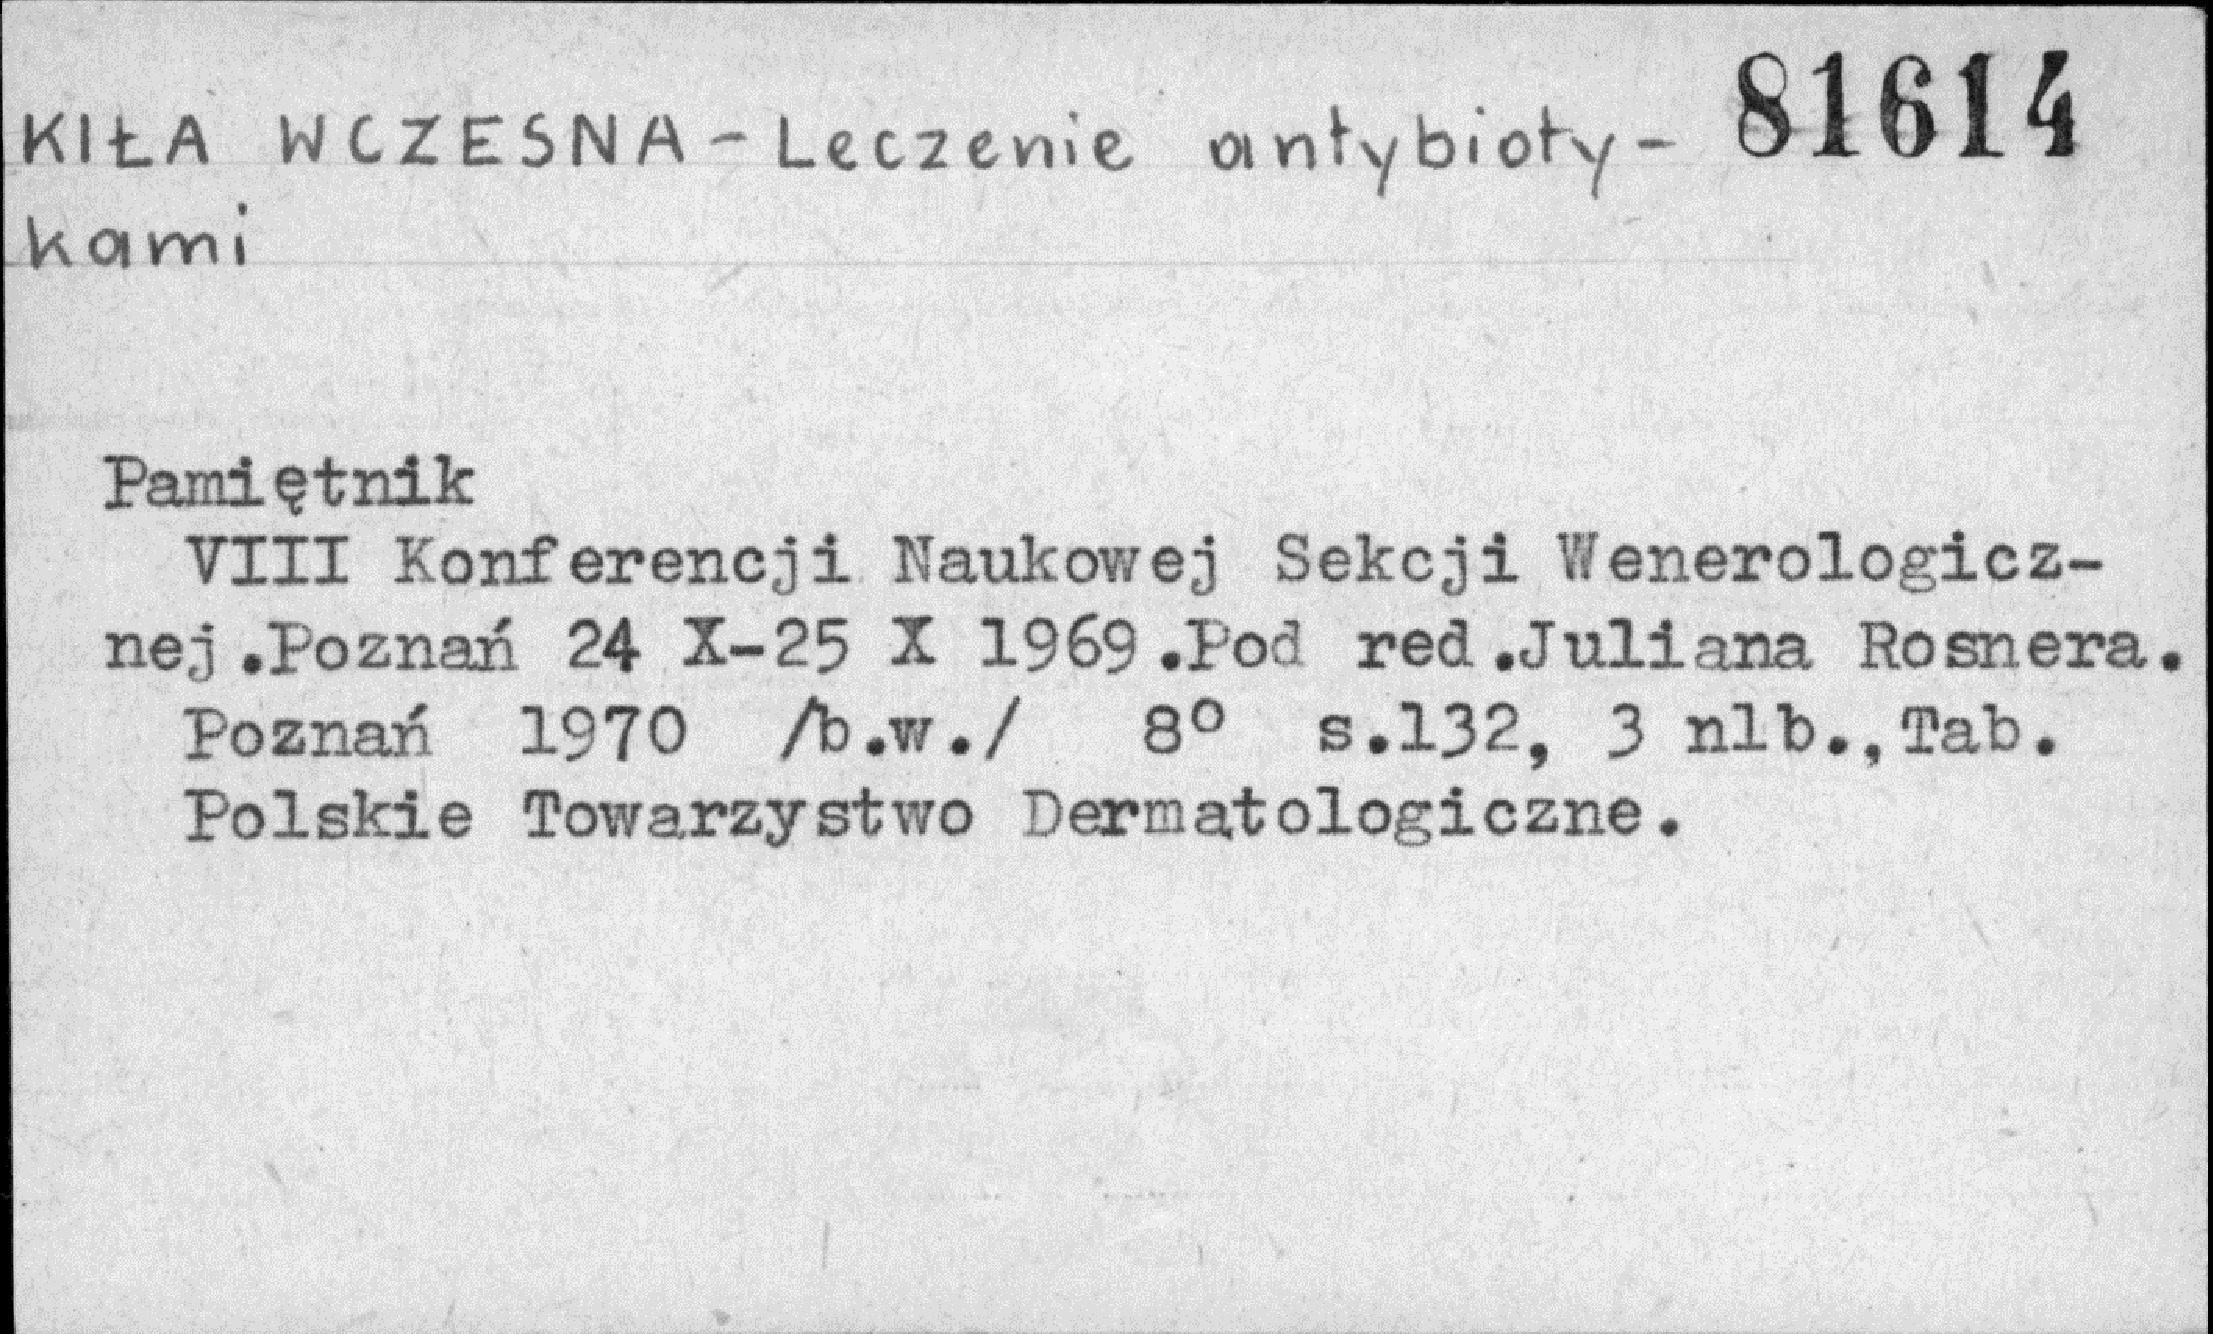 KIŁA WCZESNA - Leczenie antybioty- 81614
kami
Pamiętnik
VIII Konferencji Naukowej Sekcji Wenerologicz-
nej.Poznań 24 X-25 X 1969.Pod red.Juliana Rosnera.
Poznań 1970 /b.w./ 8° s.132, 3 nlb.,Tab.
Polskie Towarzystwo Dermatologiczne.